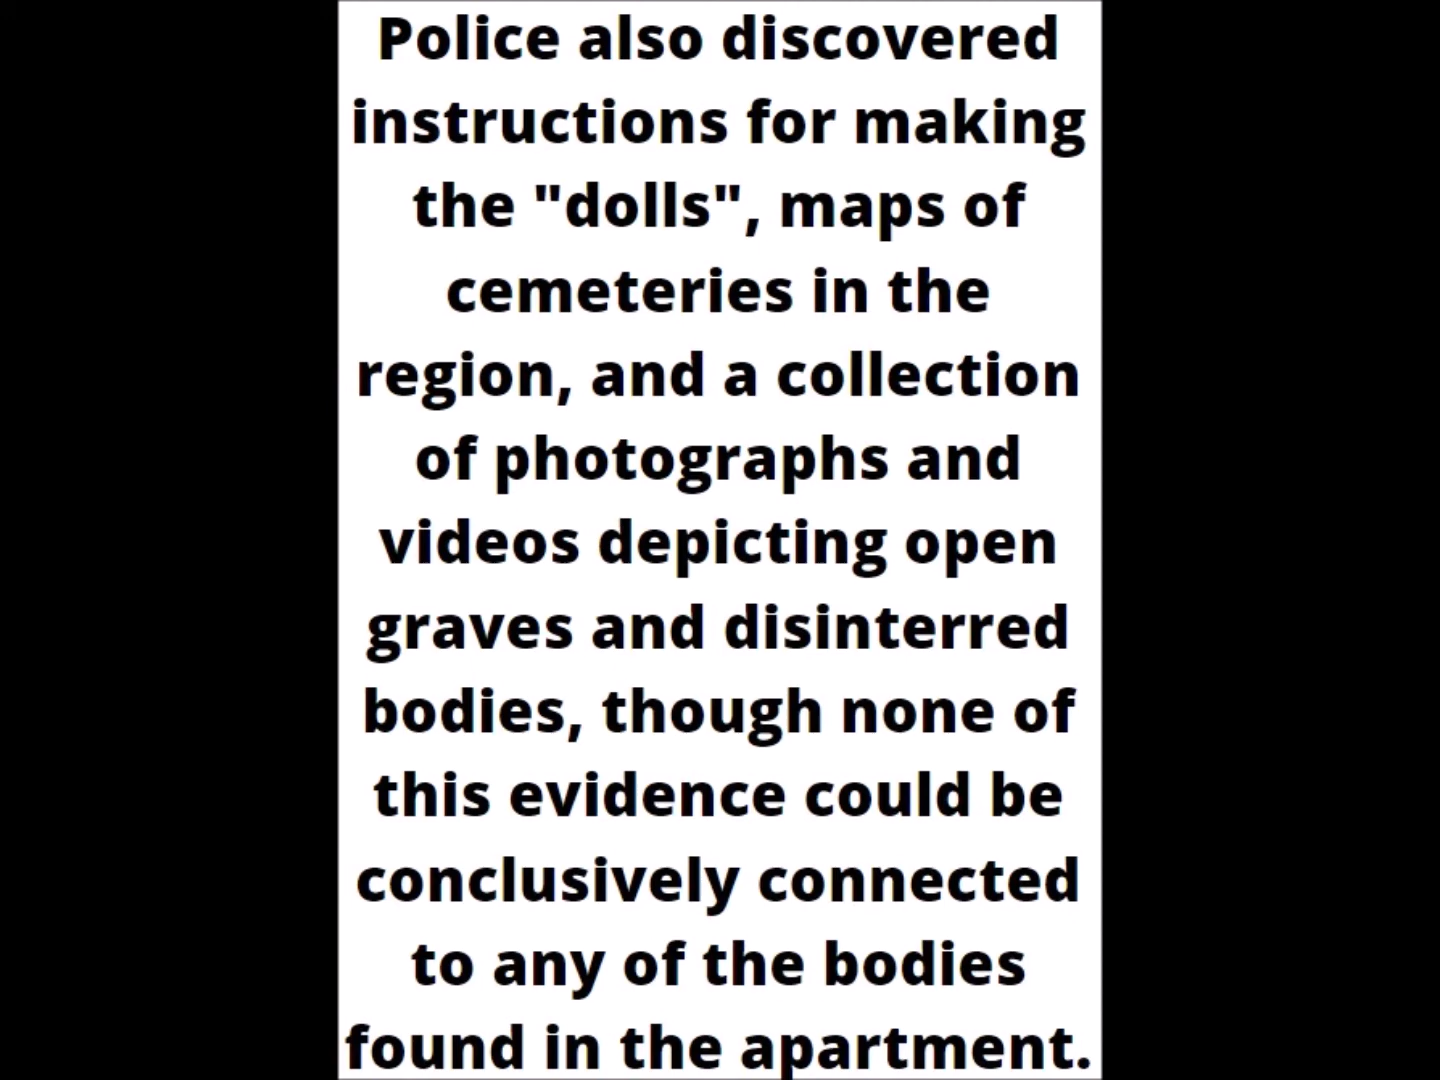 Police also discovered
instructions for making
the "dolls", maps of
cemeteries in the
region, and a collection
of photographs and
videos depicting open
graves and disinterred
bodies, though none of
this evidence could be
conclusively connected
to any of the bodies
found in the apartment.